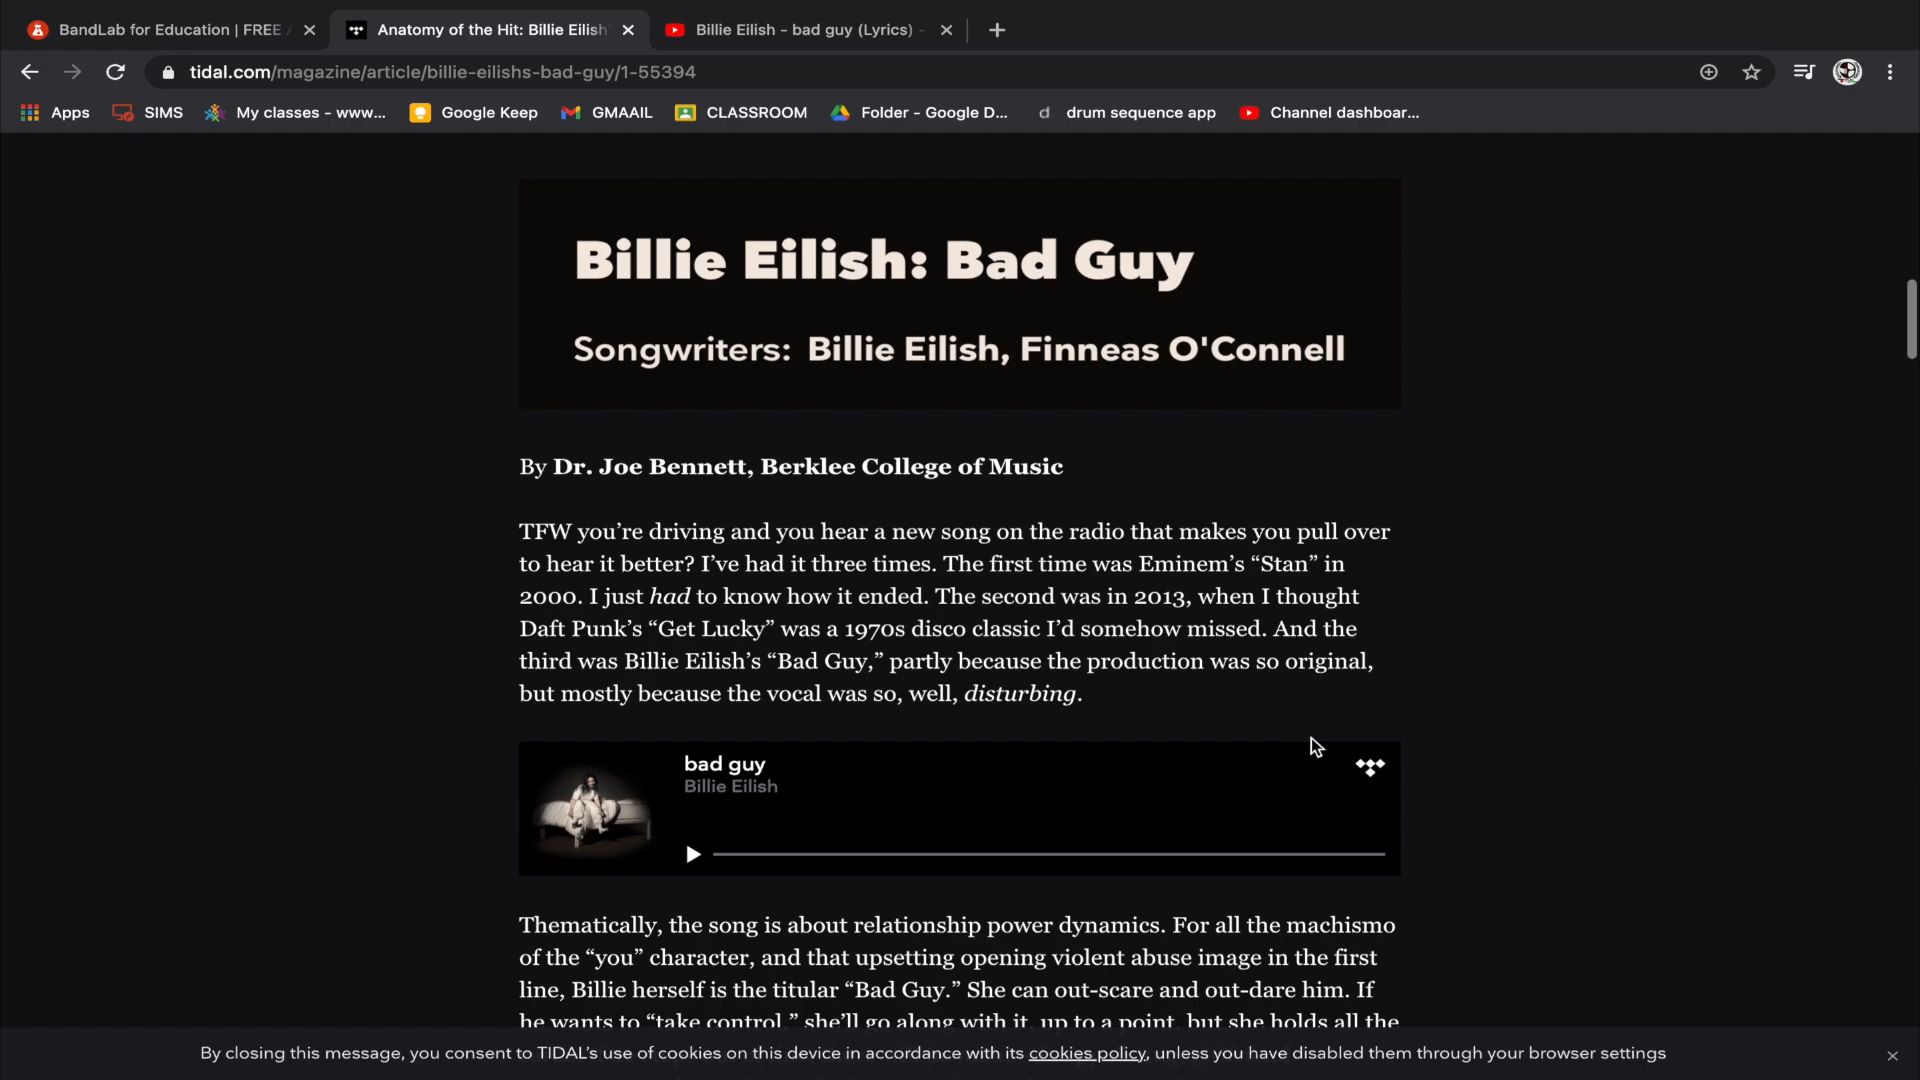 BandLab for Education | FREE
Anatomy of the Hit: Billie Eilish'
Billie Eilish - bad guy (Lyrics) -
tidal.com/magazine/article/billie-eilishs-bad-guy/1-55394
Apps SIMS My classes - www... Google Keep GMAAIL CLASSROOM Folder - Google D... d drum sequence app Channel dashboar...
Billie Eilish: Bad Guy
Songwriters: Billie Eilish, Finneas O'Connell
By Dr. Joe Bennett, Berklee College of Music
TFW you’re driving and you hear a new song on the radio that makes you pull over
to hear it better? I’ve had it three times. The first time was Eminem’s “Stan” in
2000. I just had to know how it ended. The second was in 2013, when I thought
Daft Punk’s “Get Lucky” was a 1970s disco classic I’d somehow missed. And the
third was Billie Eilish’s “Bad Guy,” partly because the production was so original,
but mostly because the vocal was so, well, disturbing.
bad guy
Billie Eilish
Thematically, the song is about relationship power dynamics. For all the machismo
of the “you” character, and that upsetting opening violent abuse image in the first
line, Billie herself is the titular “Bad Guy.” She can out-scare and out-dare him. If
he wants to “take control,” she’ll go along with it, up to a point, but she holds all the
By closing this message, you consent to TIDAL’s use of cookies on this device in accordance with its cookies policy, unless you have disabled them through your browser settings